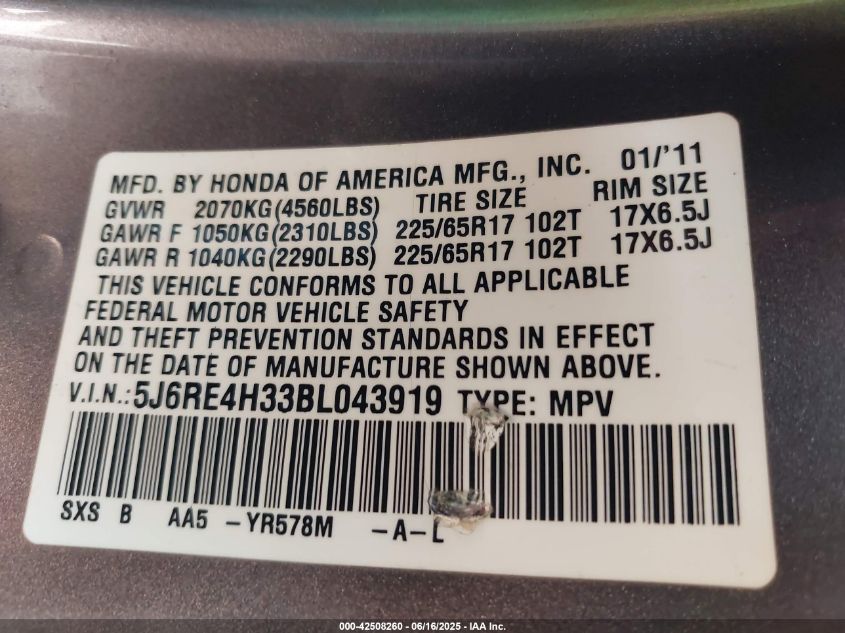 MFD. BY HONDA OF AMERICA MFG., INC. 01/'11
GVWR 2070KG(4560LBS) TIRE SIZE RIM SIZE
GAWR F 1050KG(2310LBS) 225/65R17 102T 17X6.5J
GAWR R 1040KG(2290LBS) 225/65R17 102T 17X6.5J
THIS VEHICLE CONFORMS TO ALL APPLICABLE
FEDERAL MOTOR VEHICLE SAFETY
AND THEFT PREVENTION STANDARDS IN EFFECT
ON THE DATE OF MANUFACTURE SHOWN ABOVE.
V.I.N.:5J6RE4H33BL043919 TYPE: MPV
SXS B AA5 -YR578M -A-L
000-42508260 - 06/16/2025 - IAA Inc.